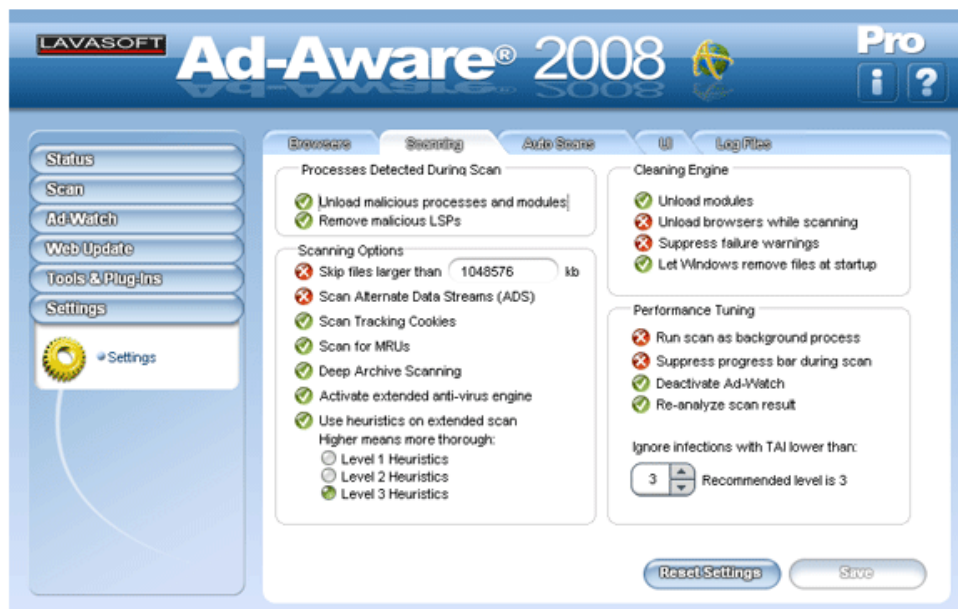 LAVASOFT
Ad-Aware® 2008
Pro
i ?
Status
Scan
Ad-Watch
Web Update
Tools & Plug-Ins
Settings
Settings
Browsers Scanning Auto Scans UI Log Files
Processes Detected During Scan
Unload malicious processes and modules
Remove malicious LSPs
Scanning Options
Skip files larger than 1048576 kb
Scan Alternate Data Streams (ADS)
Scan Tracking Cookies
Scan for MRUs
Deep Archive Scanning
Activate extended anti-virus engine
Use heuristics on extended scan
Higher means more thorough:
Level 1 Heuristics
Level 2 Heuristics
Level 3 Heuristics
Cleaning Engine
Unload modules
Unload browsers while scanning
Suppress failure warnings
Let Windows remove files at startup
Performance Tuning
Run scan as background process
Suppress progress bar during scan
Deactivate Ad-Watch
Re-analyze scan result
Ignore infections with TAI lower than:
3 Recommended level is 3
Reset Settings Save